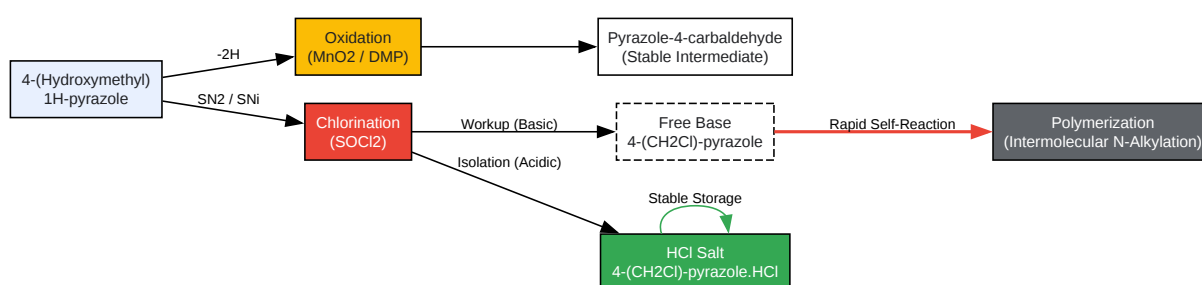 4-(Hydroxymethyl)
1H-pyrazole
-2H
SN2 / SNi
Oxidation
(MnO2 / DMP)
Pyrazole-4-carbaldehyde
(Stable Intermediate)
Chlorination
(SOCl2)
Workup (Basic)
Isolation (Acidic)
Free Base
4-(CH2Cl)-pyrazole
Rapid Self-Reaction
Polymerization
(Intermolecular N-Alkylation)
Stable Storage
HCl Salt
4-(CH2Cl)-pyrazole.HCl